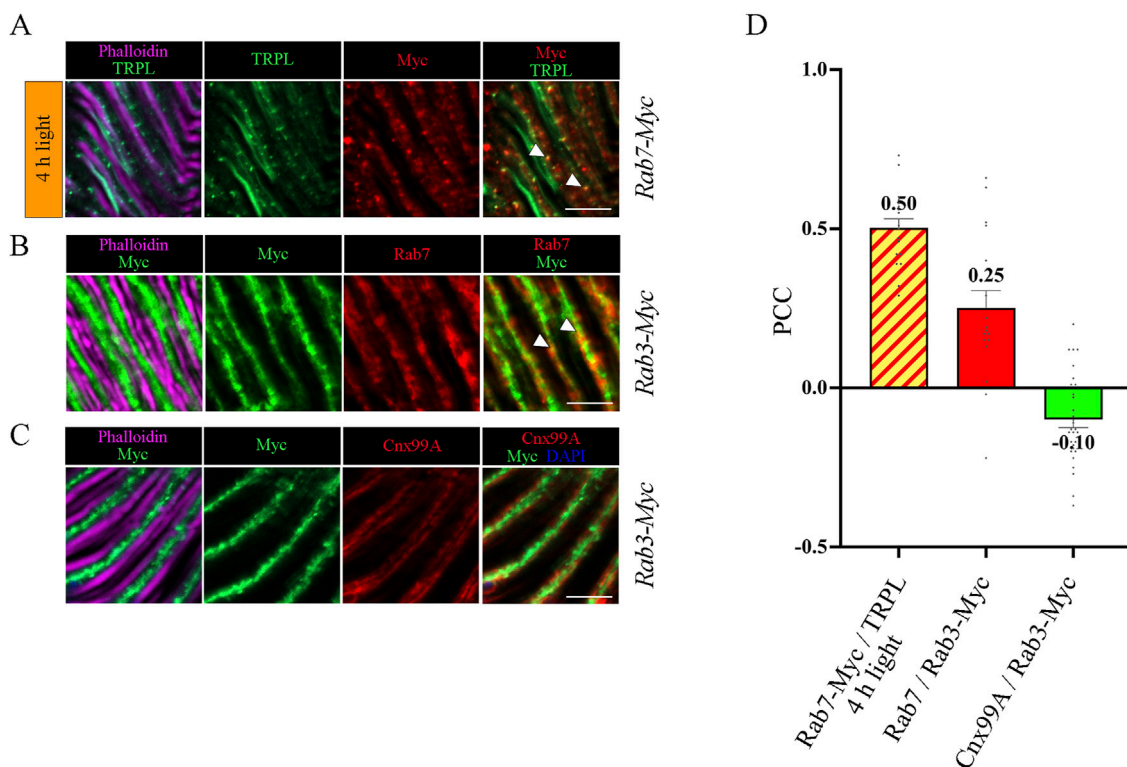 A
Phalloidin
TRPL
TRPL
Myc
Myc
TRPL
4 h light
Rab7-Myc
B
Phalloidin
Myc
Myc
Rab7
Rab7
Myc
Rab3-Myc
C
Phalloidin
Myc
Myc
Cnx99A
Cnx99A
Myc DAPI
Rab3-Myc
D
PCC
1.0
0.5
0.0
-0.5
0.50
0.25
-0.10
Rab7-Myc / TRPL
4 h light
Rab7 / Rab3-Myc
Cnx99A / Rab3-Myc